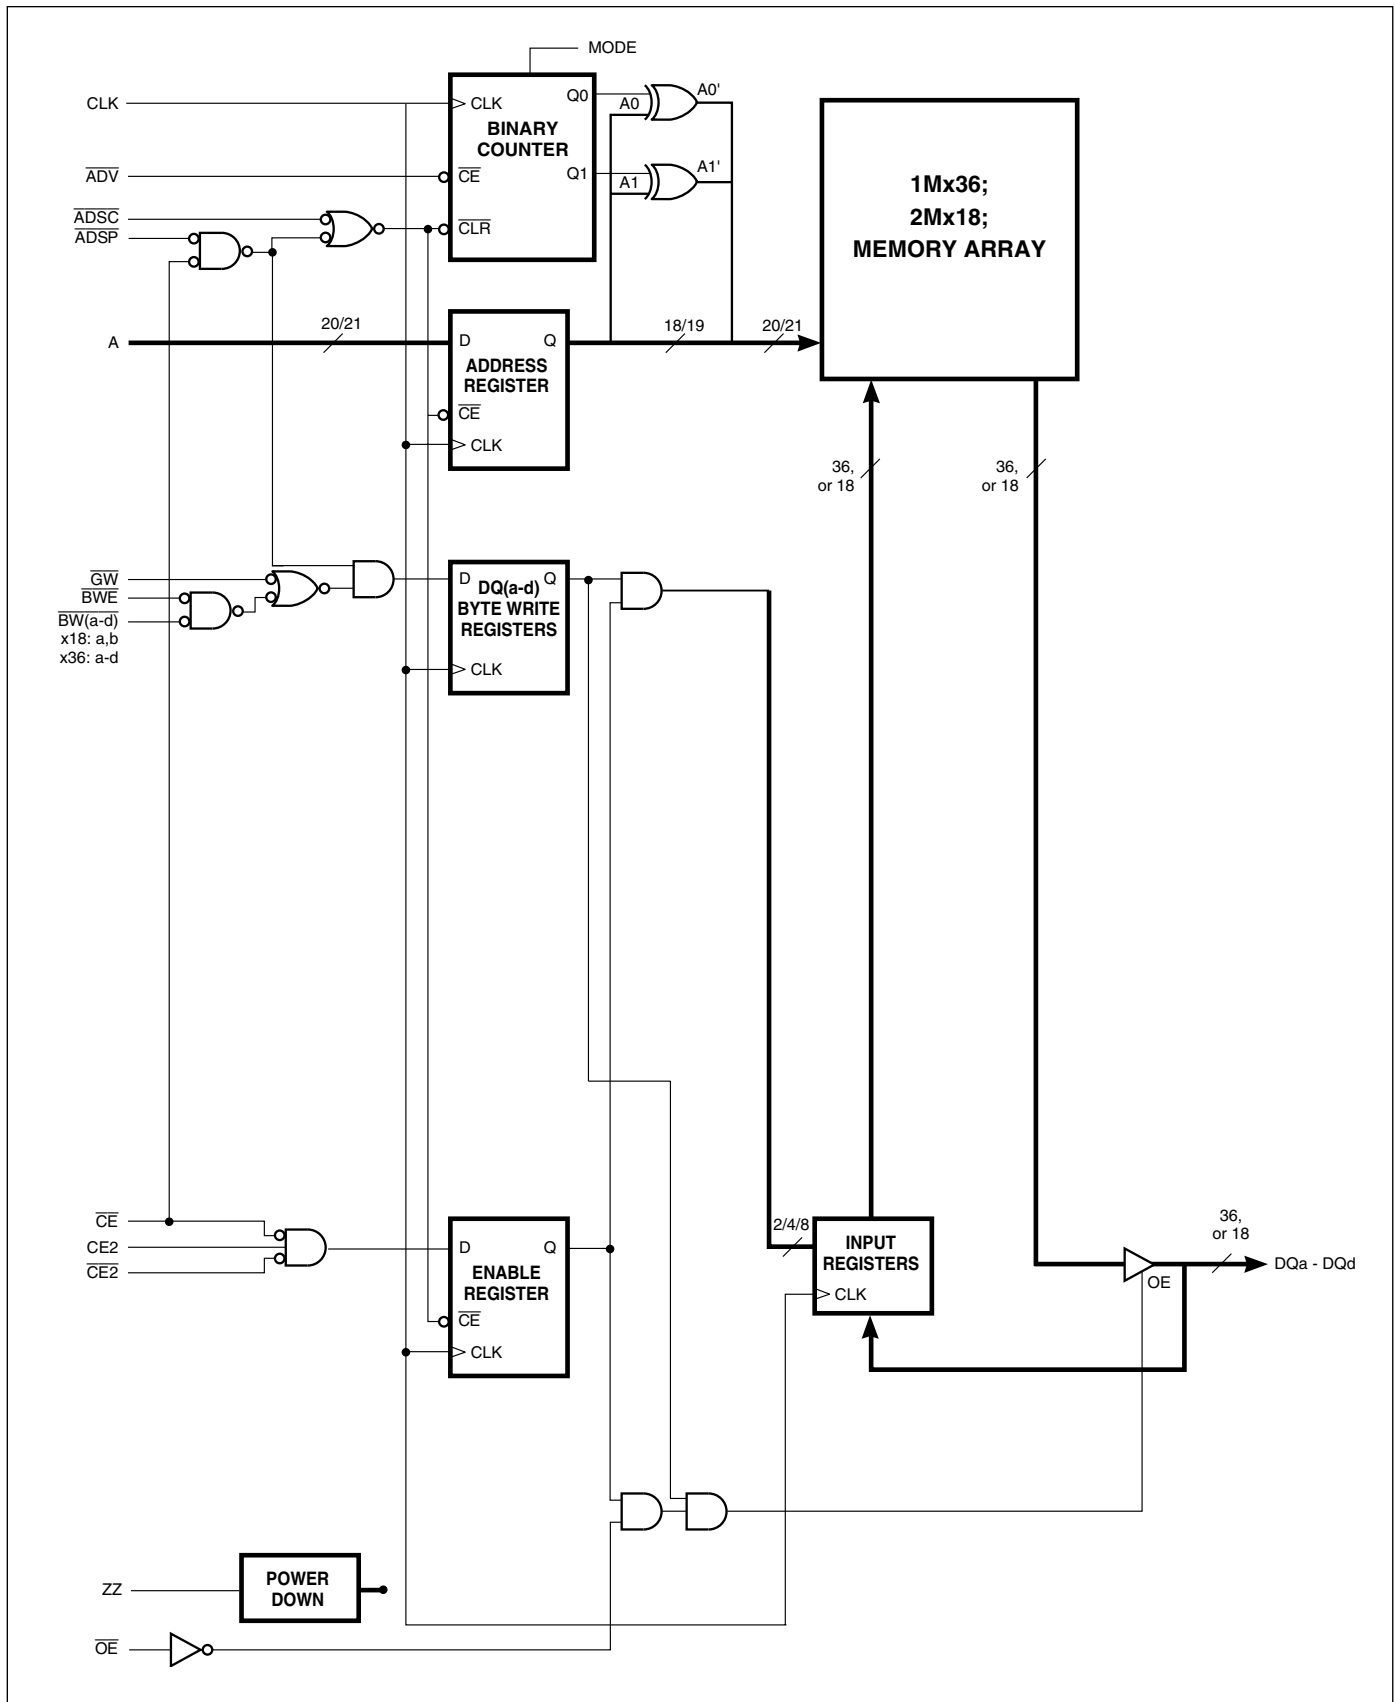 MODE
CLK
CLK
Q0
A0
A0'
BINARY
COUNTER
ADV
CE
Q1
A1
A1'
1Mx36;
2Mx18;
MEMORY ARRAY
ADSC
ADSP
CLR
A
20/21
D
Q
18/19
20/21
ADDRESS
REGISTER
CE
CLK
36,
or 18
36,
or 18
GW
BWE
BW(a-d)
x18: a,b
x36: a-d
D
Q
DQ(a-d)
BYTE WRITE
REGISTERS
CLK
CE
CE2
CE2
D
Q
ENABLE
REGISTER
CE
CLK
2/4/8
INPUT
REGISTERS
CLK
36,
or 18
OE
DQa - DQd
ZZ
POWER
DOWN
OE